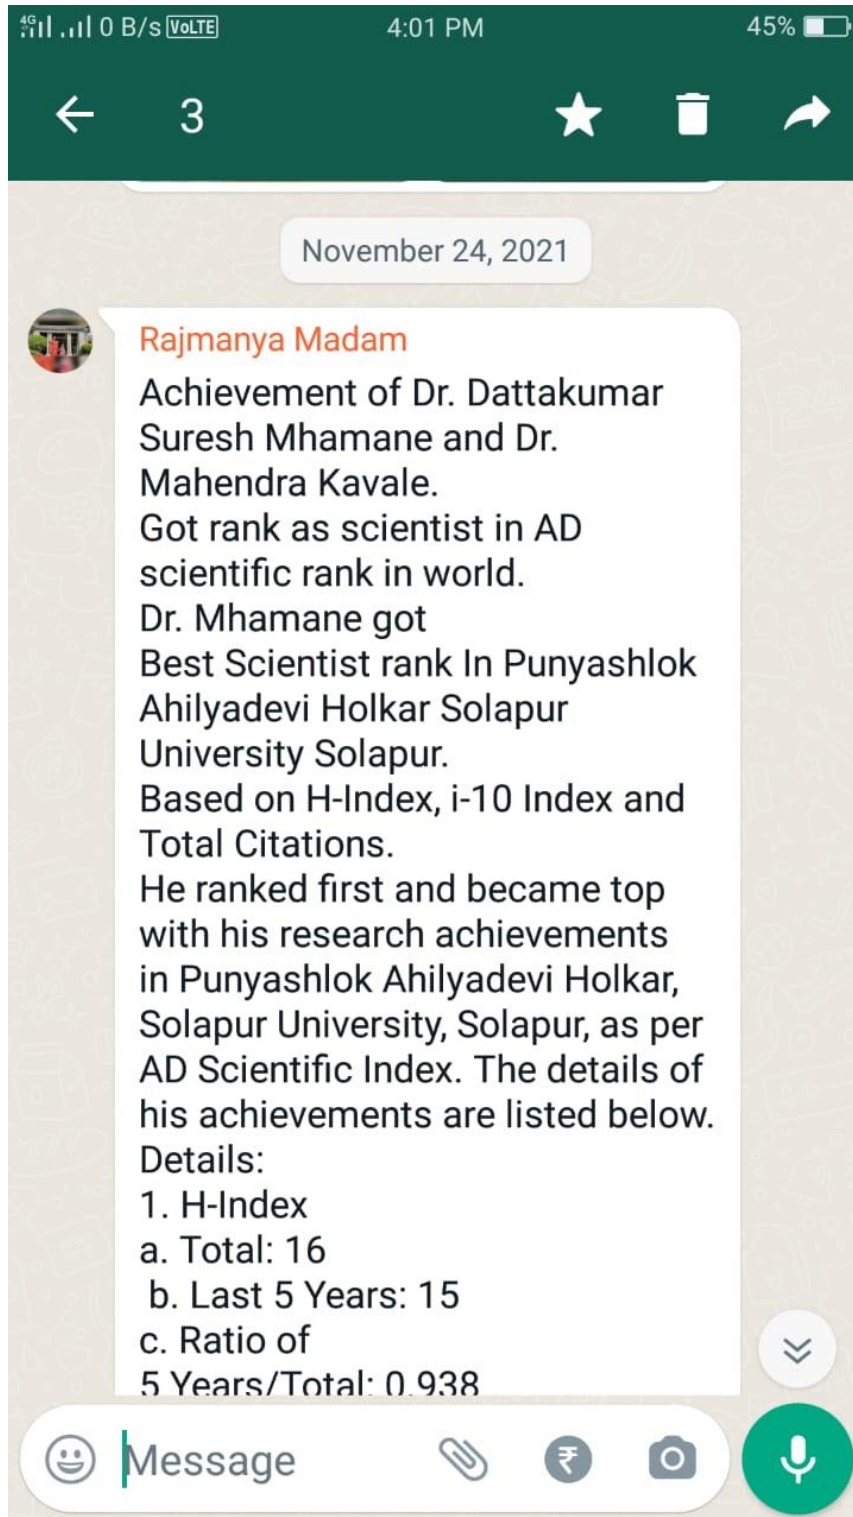 4G 0 B/s VoLTE 4:01 PM 45%
3
November 24, 2021
Rajmanya Madam
Achievement of Dr. Dattakumar
Suresh Mhamane and Dr.
Mahendra Kavale.
Got rank as scientist in AD
scientific rank in world.
Dr. Mhamane got
Best Scientist rank In Punyashlok
Ahilyadevi Holkar Solapur
University Solapur.
Based on H-Index, i-10 Index and
Total Citations.
He ranked first and became top
with his research achievements
in Punyashlok Ahilyadevi Holkar,
Solapur University, Solapur, as per
AD Scientific Index. The details of
his achievements are listed below.
Details:
1. H-Index
a. Total: 16
b. Last 5 Years: 15
c. Ratio of
5 Years/Total: 0.938
Message
₹